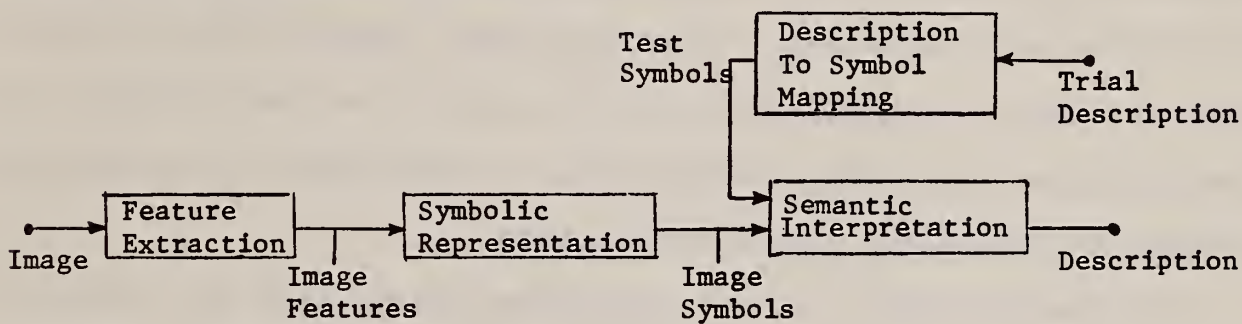 Test
Symbols
Description
To Symbol
Mapping
Trial
Description
Image
Feature
Extraction
Image
Features
Symbolic
Representation
Image
Symbols
Semantic
Interpretation
Description